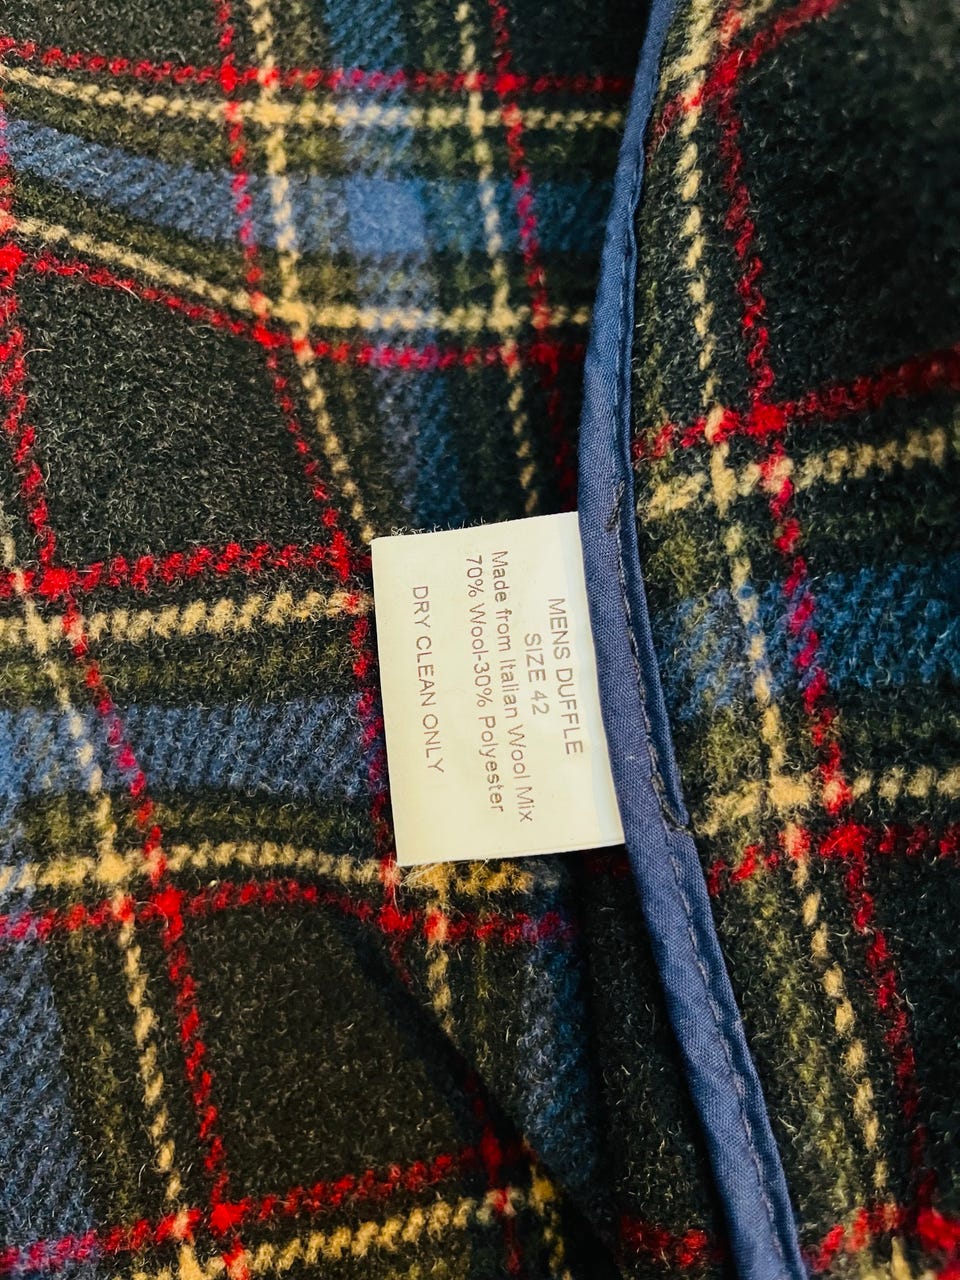 MENS DUFFLE
SIZE 42
Made from Italian Wool Mix
70% Wool-30% Polyester
DRY CLEAN ONLY